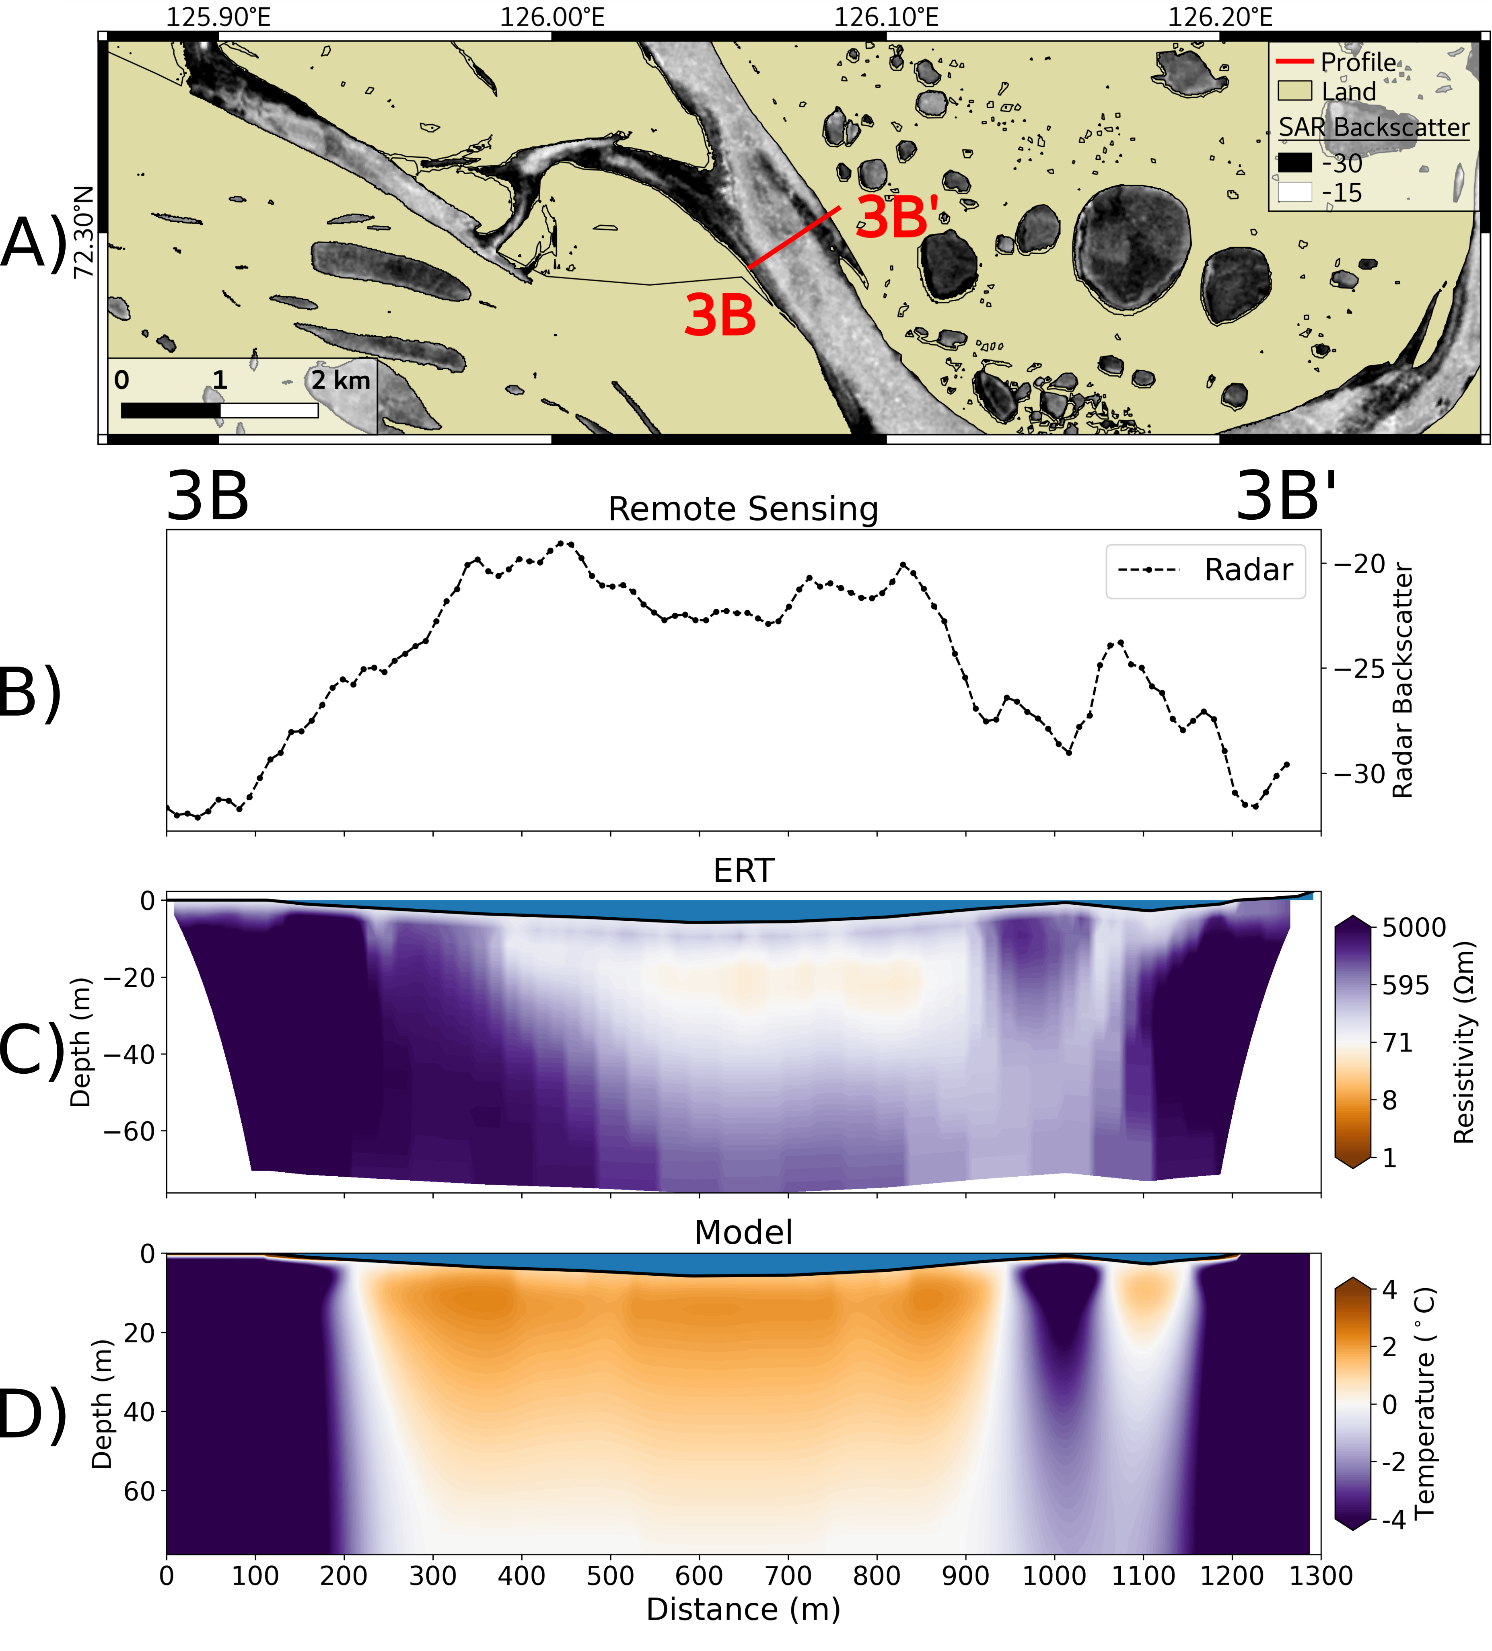 125.90°E 126.00°E 126.10°E 126.20°E
A)
72.30°N
Profile
Land
SAR Backscatter
-30
-15
3B'
3B
0 1 2 km
3B 3B'
Remote Sensing
B)
Radar
−20
−25
−30
Radar Backscatter
ERT
C)
Depth (m)
0
−20
−40
−60
5000
595
71
8
1
Resistivity (Ωm)
Model
D)
Depth (m)
0
20
40
60
4
2
0
-2
-4
Temperature (°C)
0 100 200 300 400 500 600 700 800 900 1000 1100 1200 1300
Distance (m)